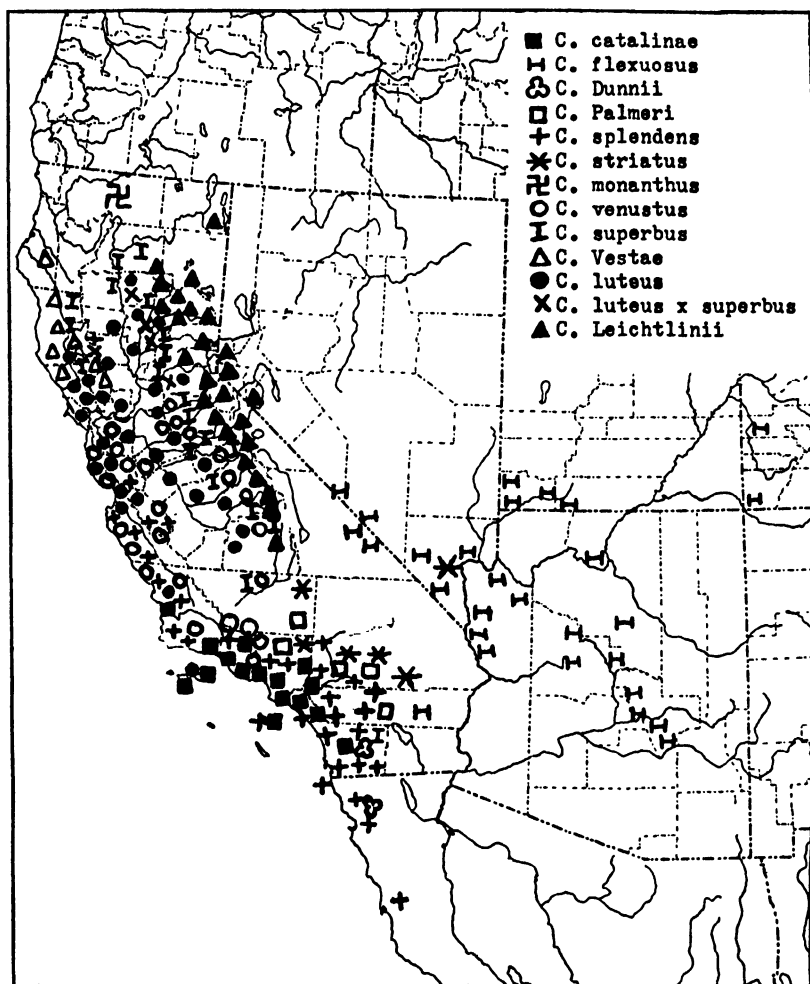 C. catalinae
C. flexuosus
C. Dunnii
C. Palmeri
C. splendens
C. striatus
C. monanthus
C. venustus
C. superbus
C. Vestae
C. luteus
C. luteus x superbus
C. Leichtlinii